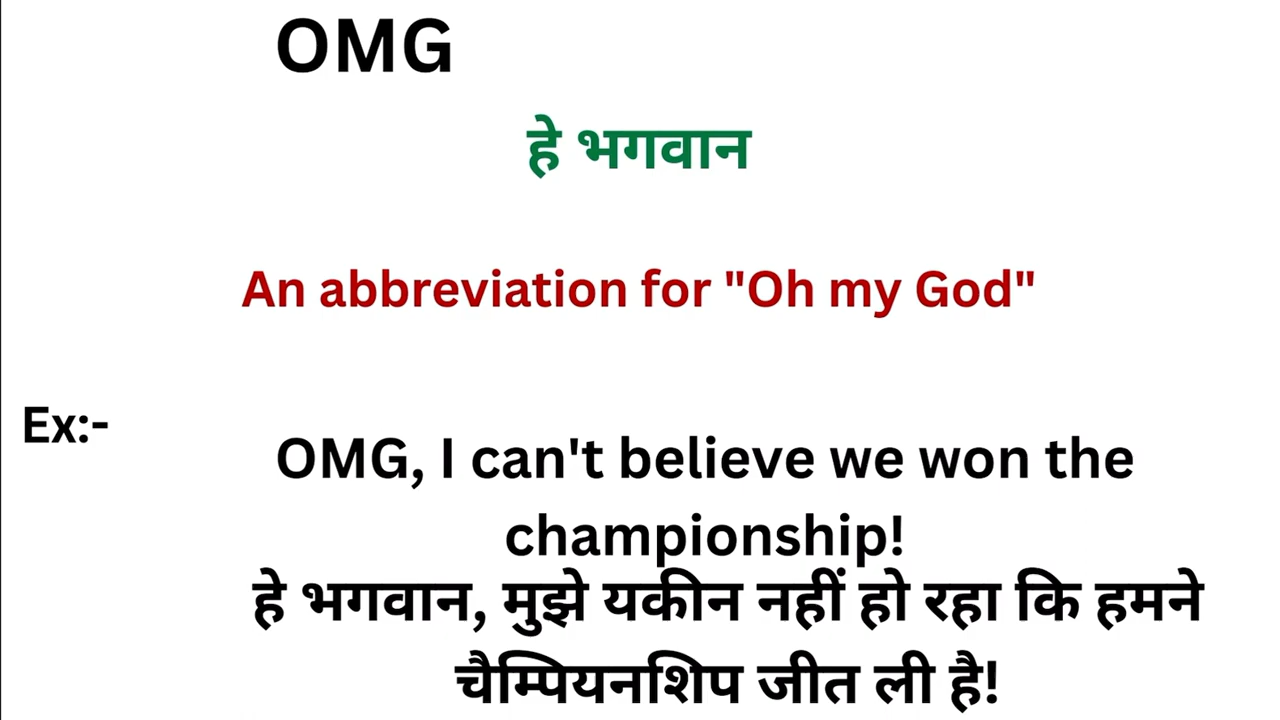 OMG
हे भगवान
An abbreviation for "Oh my God"
Ex:-
OMG, I can't believe we won the
championship!
हे भगवान, मुझे यकीन नहीं हो रहा कि हमने
चैम्पियनशिप जीत ली है!